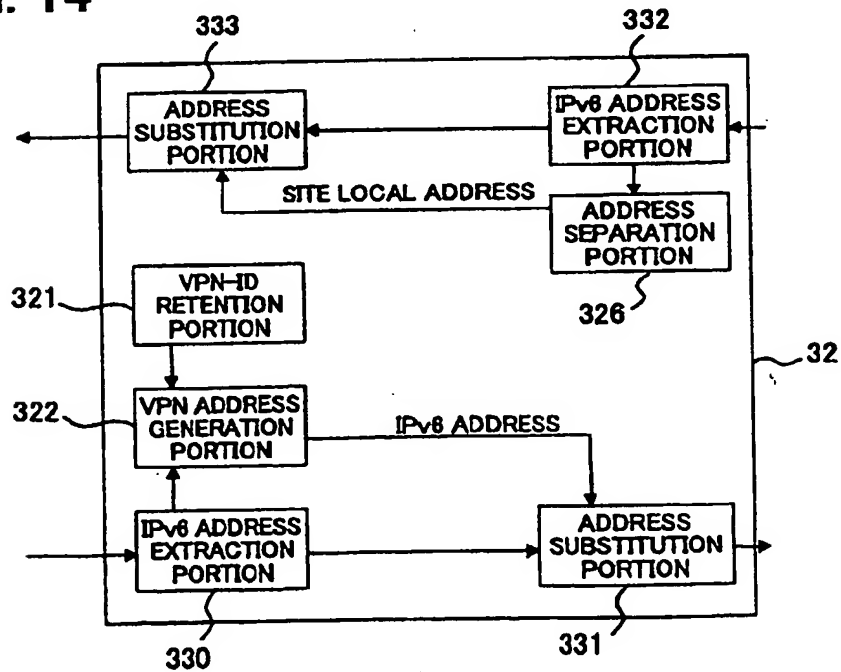 333
332
ADDRESS
SUBSTITUTION
PORTION
IPv6 ADDRESS
EXTRACTION
PORTION
SITE LOCAL ADDRESS
ADDRESS
SEPARATION
PORTION
326
321
VPN-ID
RETENTION
PORTION
32
322
VPN ADDRESS
GENERATION
PORTION
IPv6 ADDRESS
IPv6 ADDRESS
EXTRACTION
PORTION
ADDRESS
SUBSTITUTION
PORTION
330
331